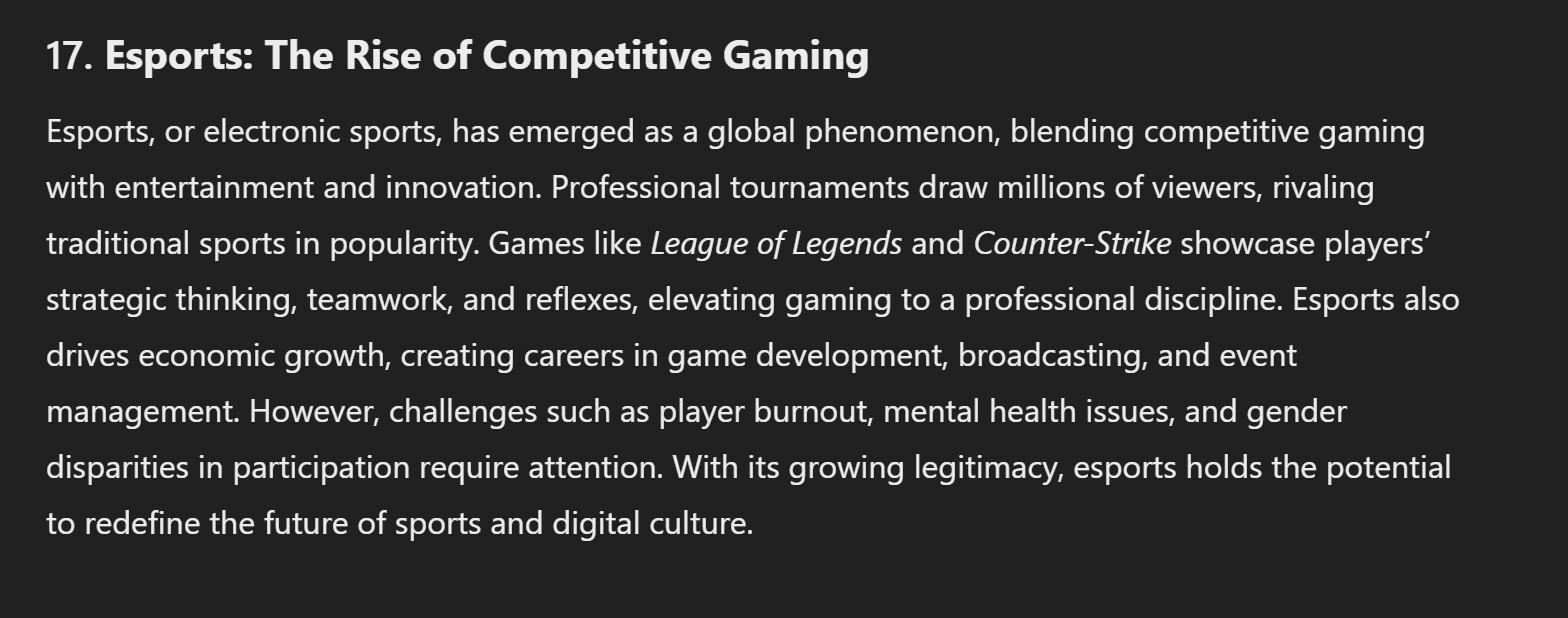 17. Esports: The Rise of Competitive Gaming
Esports, or electronic sports, has emerged as a global phenomenon, blending competitive gaming
with entertainment and innovation. Professional tournaments draw millions of viewers, rivaling
traditional sports in popularity. Games like League of Legends and Counter-Strike showcase players’
strategic thinking, teamwork, and reflexes, elevating gaming to a professional discipline. Esports also
drives economic growth, creating careers in game development, broadcasting, and event
management. However, challenges such as player burnout, mental health issues, and gender
disparities in participation require attention. With its growing legitimacy, esports holds the potential
to redefine the future of sports and digital culture.